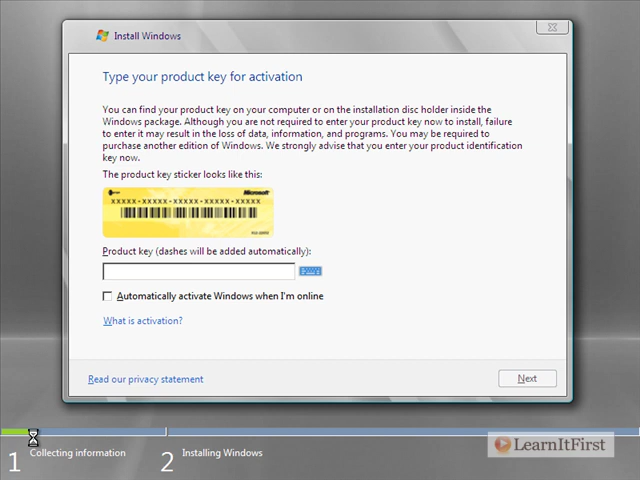 Install Windows
Type your product key for activation
You can find your product key on your computer or on the installation disc holder inside the
Windows package. Although you are not required to enter your product key now to install, failure
to enter it may result in the loss of data, information, and programs. You may be required to
purchase another edition of Windows. We strongly advise that you enter your product identification
key now.
The product key sticker looks like this:
Microsoft
XXXXX-XXXXX-XXXXX-XXXXX-XXXXX
Product key (dashes will be added automatically):
Automatically activate Windows when I'm online
What is activation?
Read our privacy statement
Next
1 Collecting information
2 Installing Windows
LearnItFirst